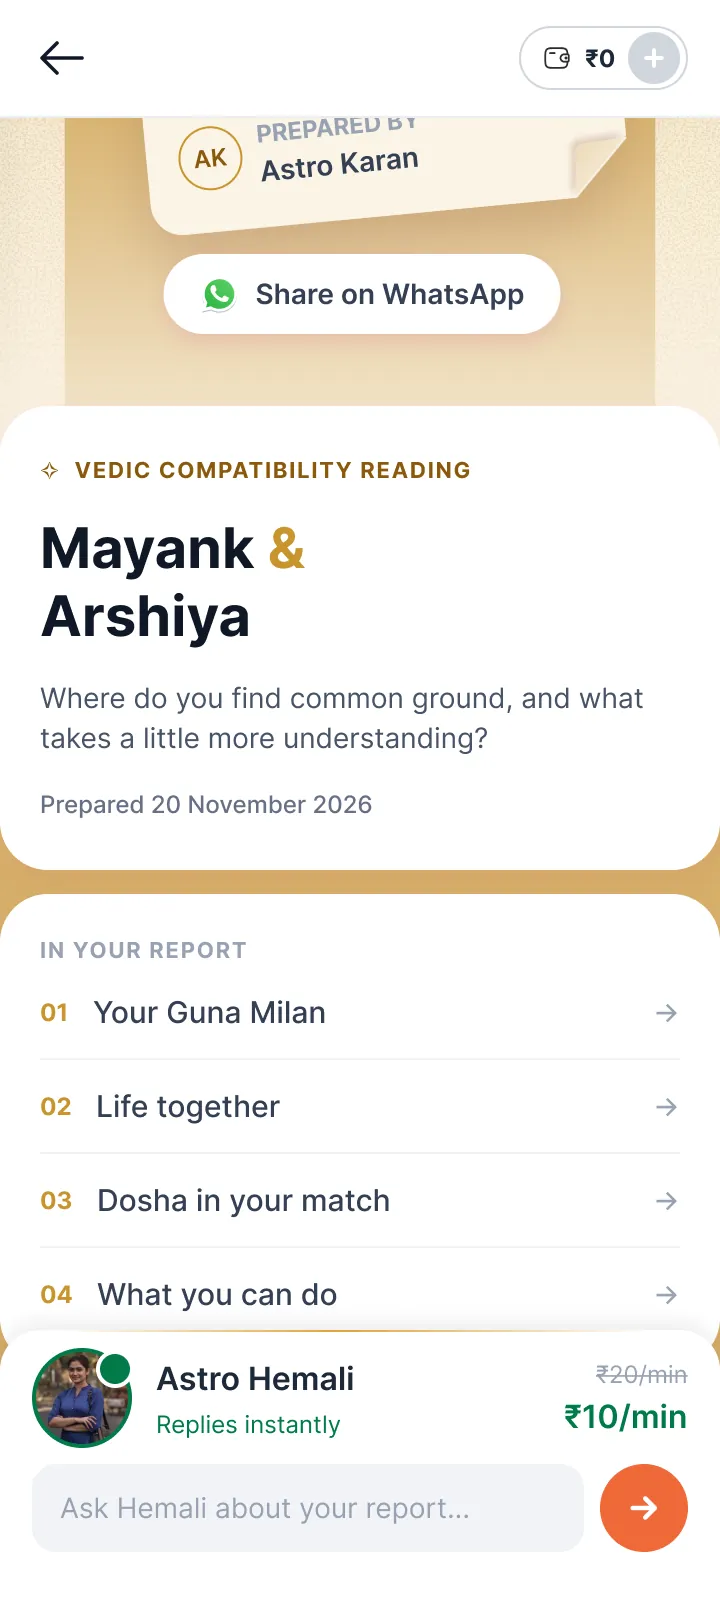 ₹0
PREPARED BY
AK
Astro Karan
Share on WhatsApp
VEDIC COMPATIBILITY READING
Mayank &
Arshiya
Where do you find common ground, and what
takes a little more understanding?
Prepared 20 November 2026
IN YOUR REPORT
01 Your Guna Milan
02 Life together
03 Dosha in your match
04 What you can do
Astro Hemali
₹20/min
Replies instantly
₹10/min
Ask Hemali about your report...